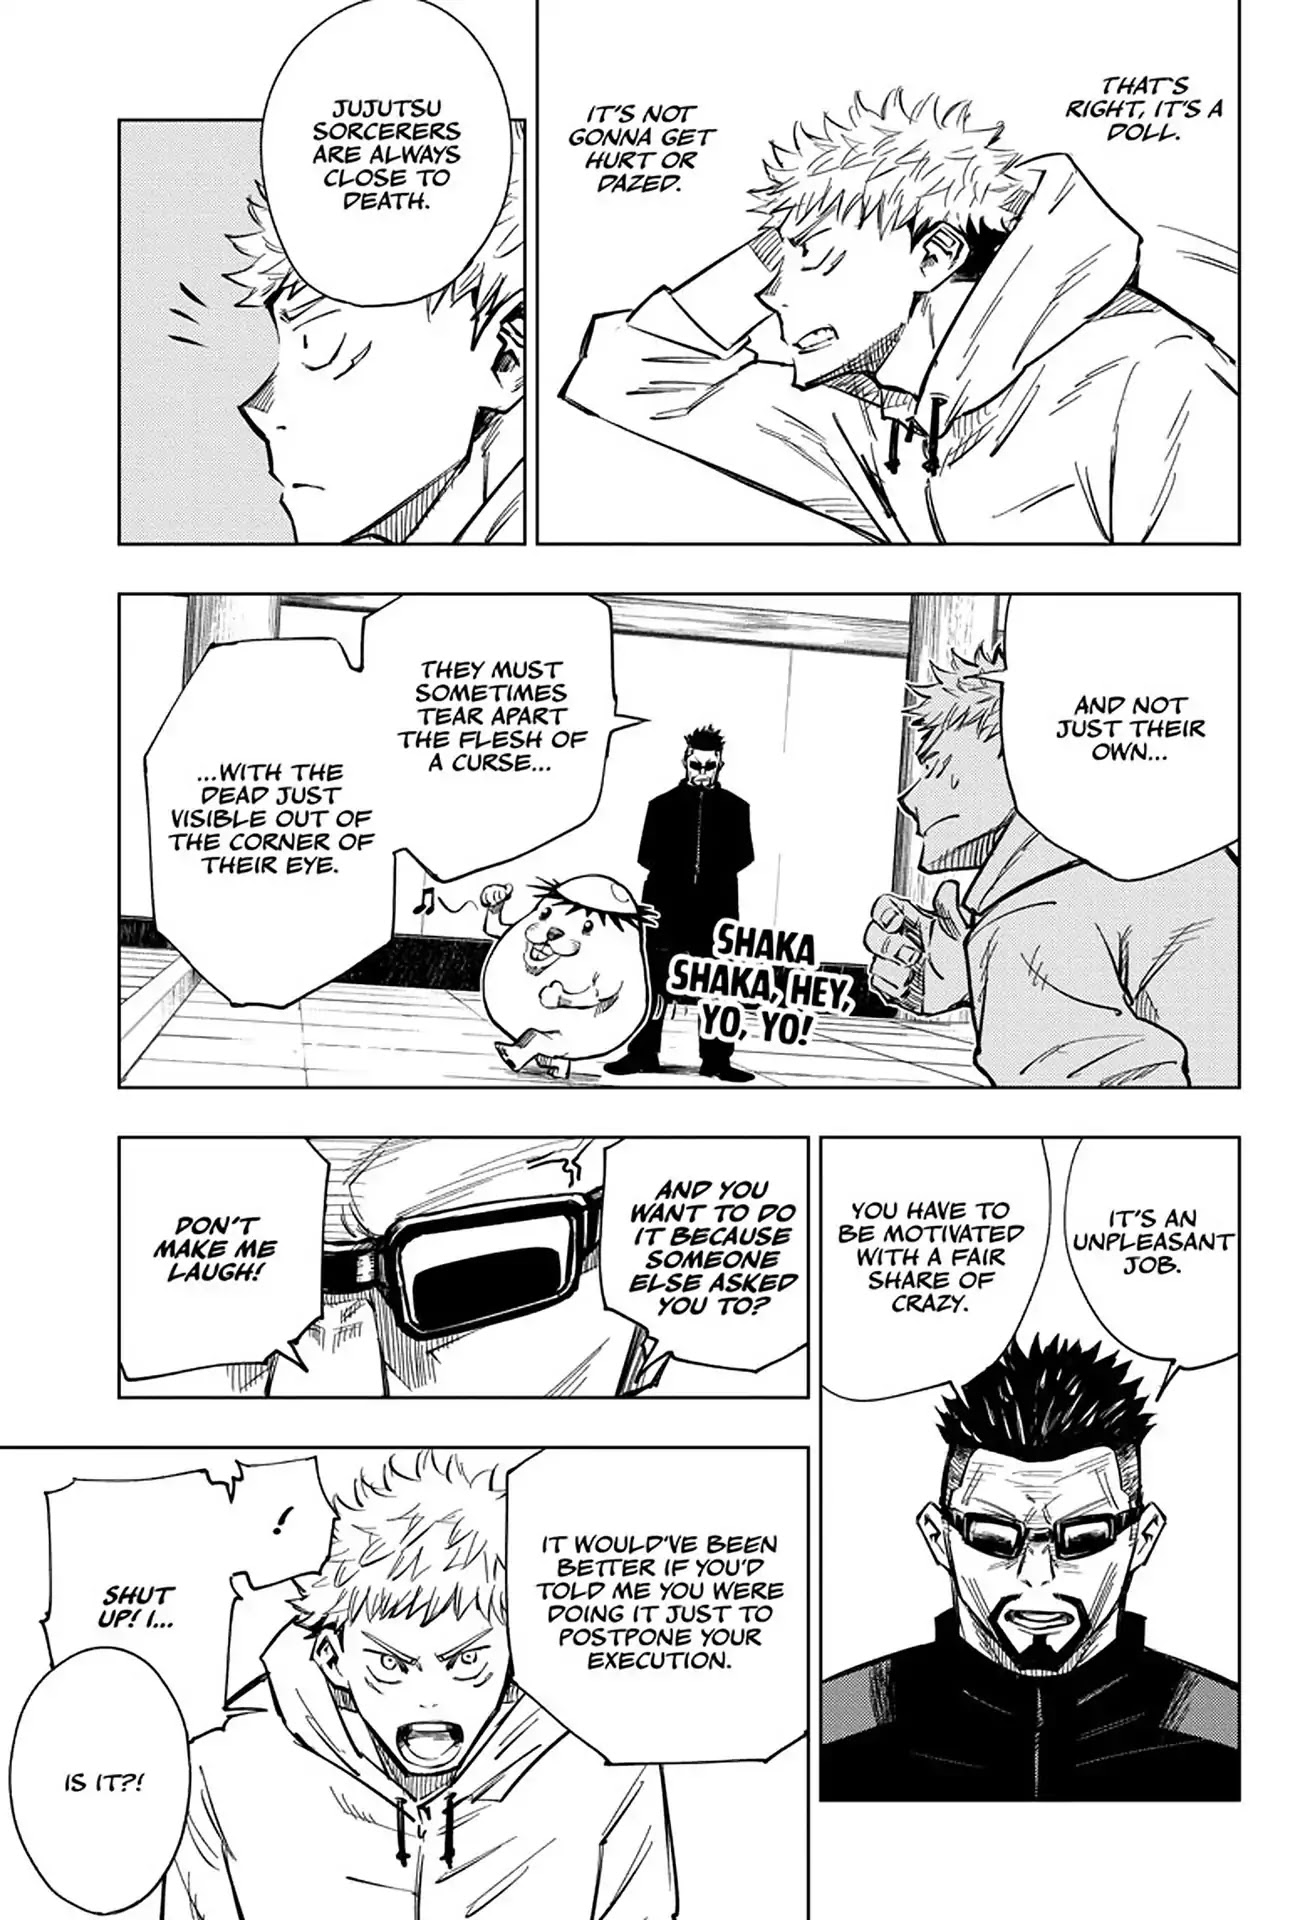 THAT'S
RIGHT, IT'S A
DOLL.
IT'S NOT
GONNA GET
HURT OR
DAZED.
JUJUTSU
SORCERERS
ARE ALWAYS
CLOSE TO
DEATH.
AND NOT
JUST THEIR
OWN...
THEY MUST
SOMETIMES
TEAR APART
THE FLESH OF
A CURSE...
...WITH THE
DEAD JUST
VISIBLE OUT OF
THE CORNER OF
THEIR EYE.
SHAKA
SHAKA, HEY,
YO, YO!
IT'S AN
UNPLEASANT
JOB.
YOU HAVE TO
BE MOTIVATED
WITH A FAIR
SHARE OF
CRAZY.
AND YOU
WANT TO DO
IT BECAUSE
SOMEONE
ELSE ASKED
YOU TO?
DON'T
MAKE ME
LAUGH!
IT WOULD'VE BEEN
BETTER IF YOU'D
TOLD ME YOU WERE
DOING IT JUST TO
POSTPONE YOUR
EXECUTION.
!
SHUT
UP! I...
IS IT?!